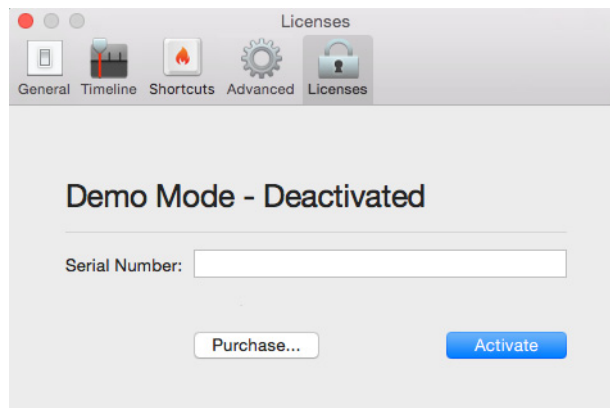 Licenses
General Timeline Shortcuts Advanced Licenses
Demo Mode - Deactivated
Serial Number:
Purchase... Activate